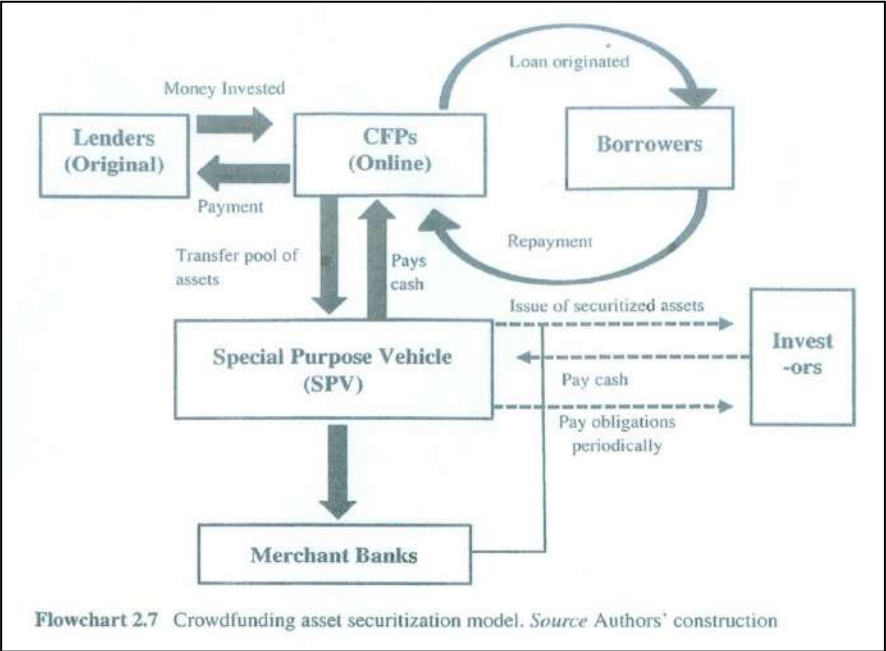 Loan originated
Money Invested
Lenders
(Original)
CFPs
(Online)
Borrowers
Payment
Repayment
Transfer pool of
assets
Pays
cash
Issue of securitized assets
Special Purpose Vehicle
(SPV)
Invest
-ors
Pay cash
Pay obligations
periodically
Merchant Banks
Flowchart 2.7 Crowdfunding asset securitization model. Source Authors' construction